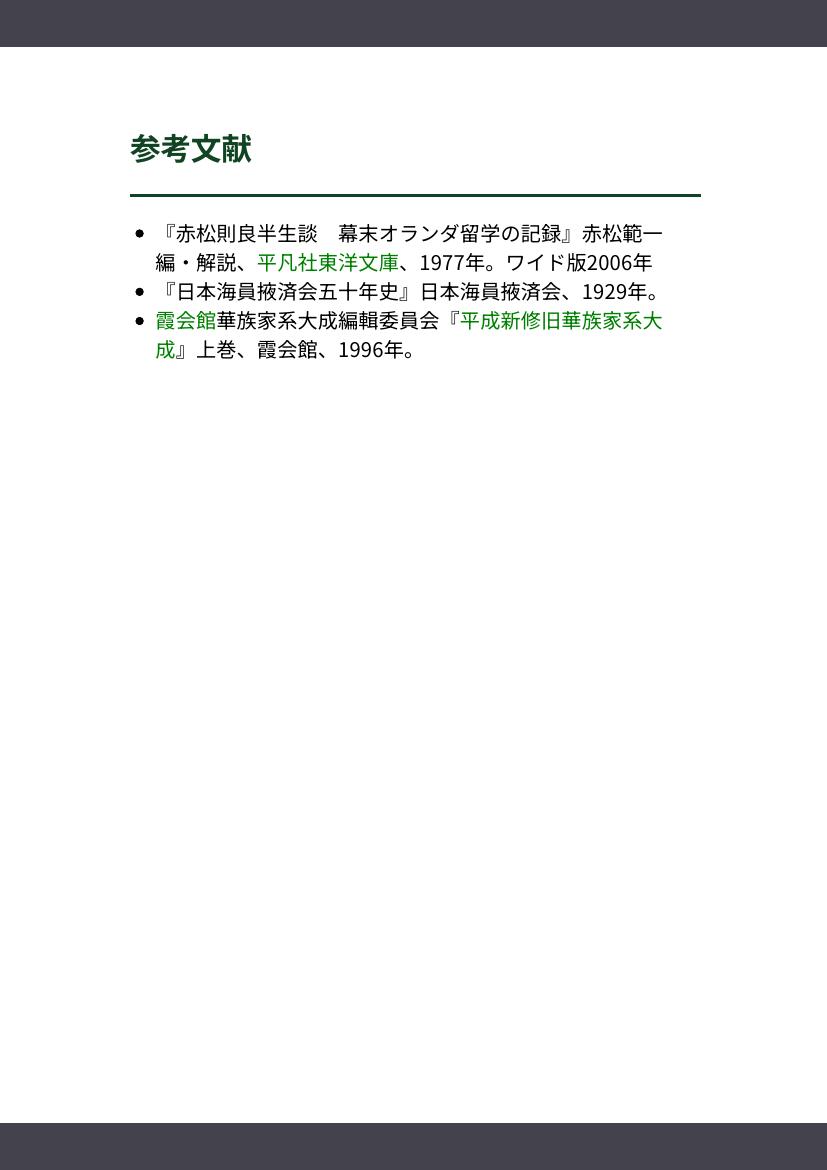 参考文献
『赤松則良半生談　幕末オランダ留学の記録』赤松範一
編・解説、平凡社東洋文庫、1977年。ワイド版2006年
『日本海員掖済会五十年史』日本海員掖済会、1929年。
霞会館華族家系大成編輯委員会『平成新修旧華族家系大
成』上巻、霞会館、1996年。